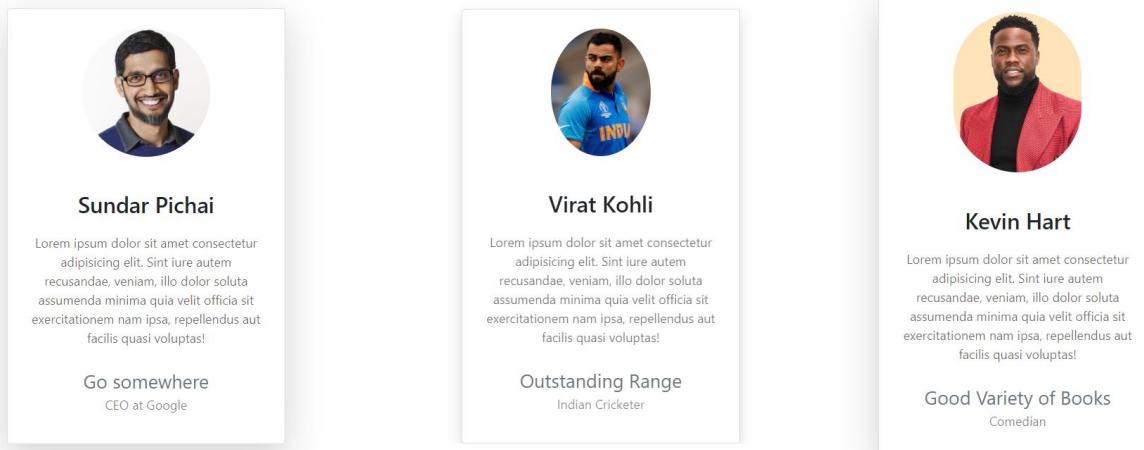 Sundar Pichai
Lorem ipsum dolor sit amet consectetur
adipisicing elit. Sint iure autem
recusandae, veniam, illo dolor soluta
assumenda minima quia velit officia sit
exercitationem nam ipsa, repellendus aut
facilis quasi voluptas!
Go somewhere
CEO at Google
INDI
Virat Kohli
Lorem ipsum dolor sit amet consectetur
adipisicing elit. Sint iure autem
recusandae, veniam, illo dolor soluta
assumenda minima quia velit officia sit
exercitationem nam ipsa, repellendus aut
facilis quasi voluptas!
Outstanding Range
Indian Cricketer
Kevin Hart
Lorem ipsum dolor sit amet consectetur
adipisicing elit. Sint iure autem
recusandae, veniam, illo dolor soluta
assumenda minima quia velit officia sit
exercitationem nam ipsa, repellendus aut
facilis quasi voluptas!
Good Variety of Books
Comedian